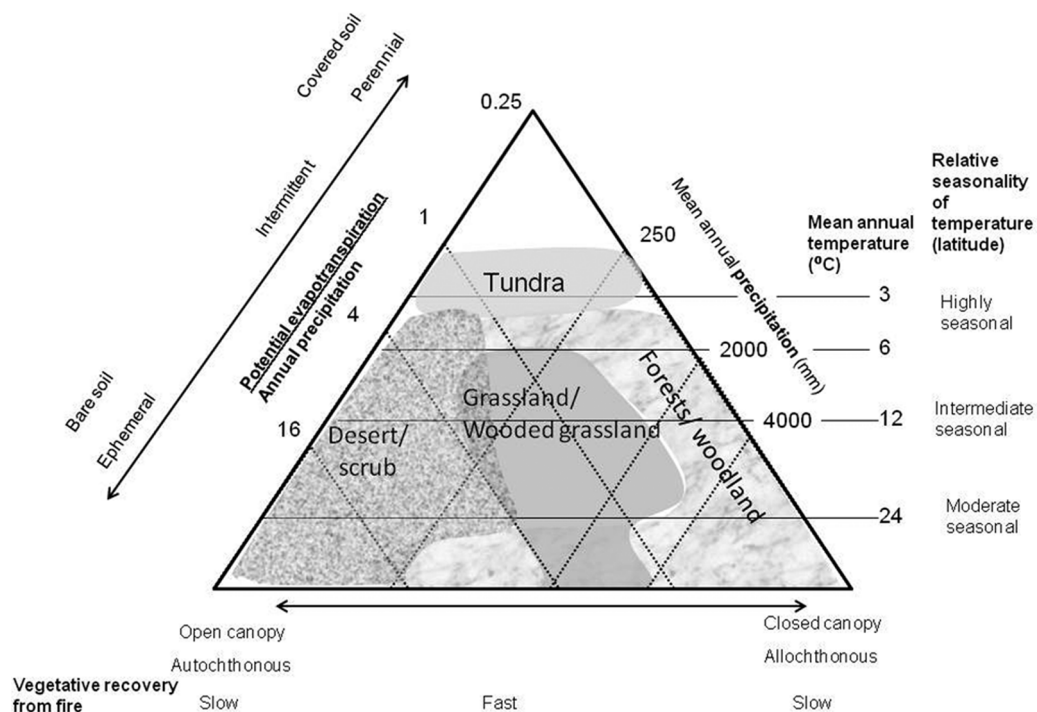 Covered soil
Perennial
Intermittent
Bare soil
Ephemeral
Potential evapotranspiration
Annual precipitation
0.25
1
4
16
250
2000
4000
Mean annual precipitation (mm)
Mean annual
temperature
(⁰C)
3
6
12
24
Relative
seasonality
of
temperature
(latitude)
Highly
seasonal
Intermediate
seasonal
Moderate
seasonal
Tundra
Grassland/
Wooded grassland
Desert/
scrub
Forests/ woodland
Open canopy
Autochthonous
Closed canopy
Allochthonous
Vegetative recovery
from fire
Slow
Fast
Slow